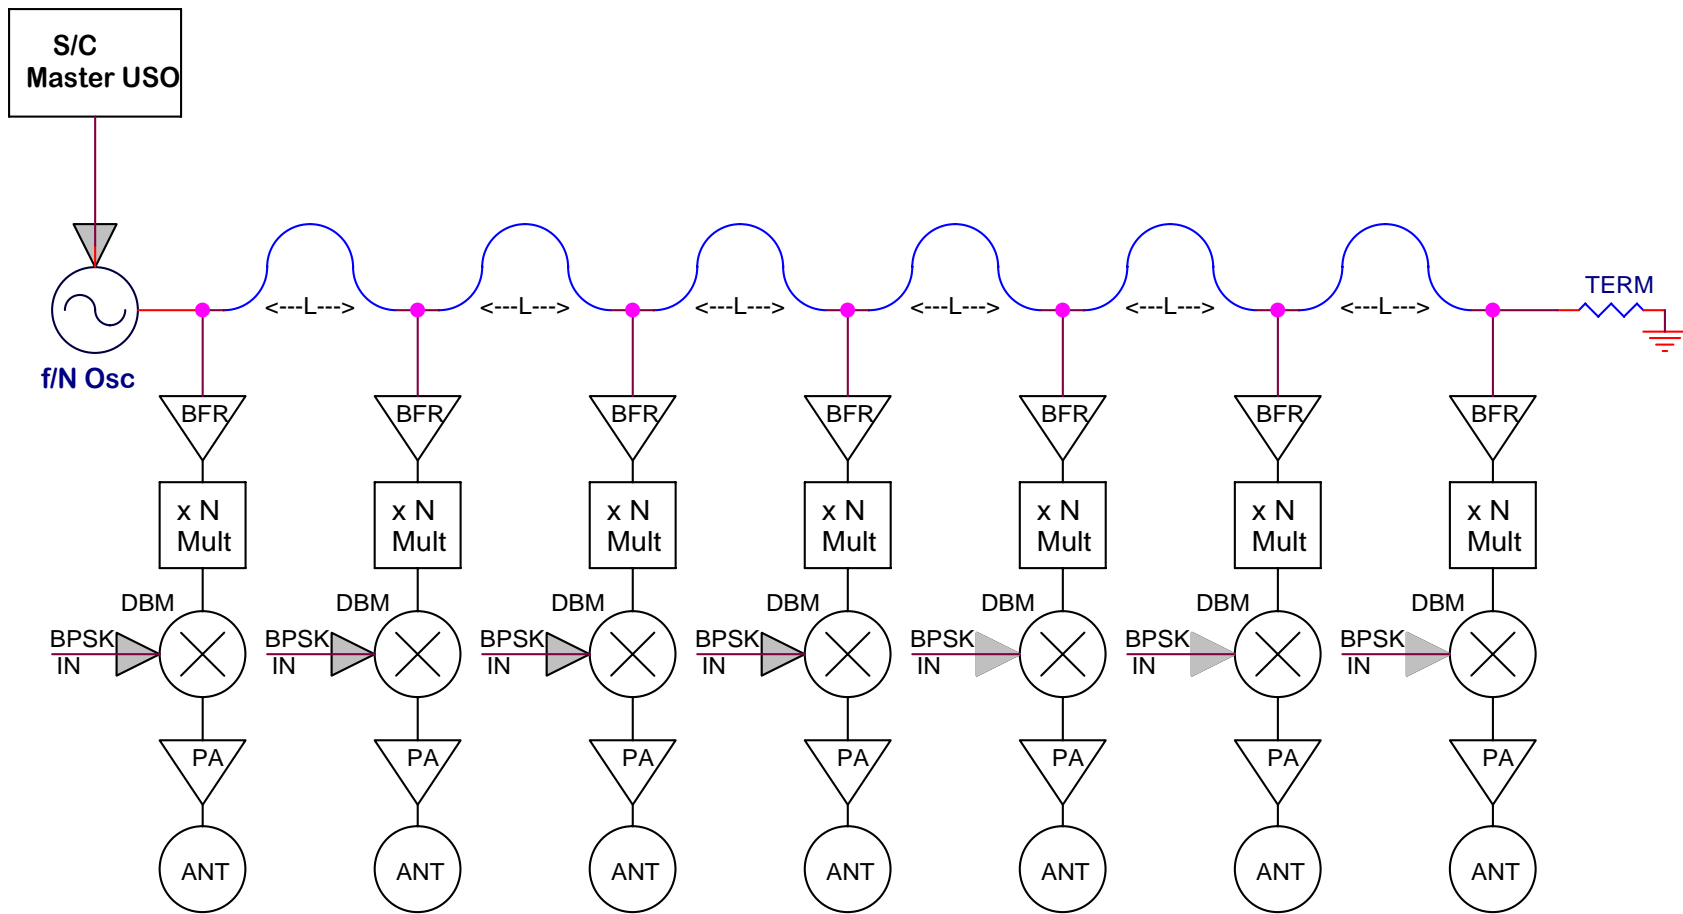 S/C
Master USO
TERM
<---L---> <---L---> <---L---> <---L---> <---L---> <---L--->
f/N Osc
BFR BFR BFR BFR BFR BFR BFR
x N x N x N x N x N x N x N
Mult Mult Mult Mult Mult Mult Mult
DBM DBM DBM DBM DBM DBM DBM
BPSK BPSK BPSK BPSK BPSK BPSK BPSK
IN IN IN IN IN IN IN
PA PA PA PA PA PA PA
ANT ANT ANT ANT ANT ANT ANT